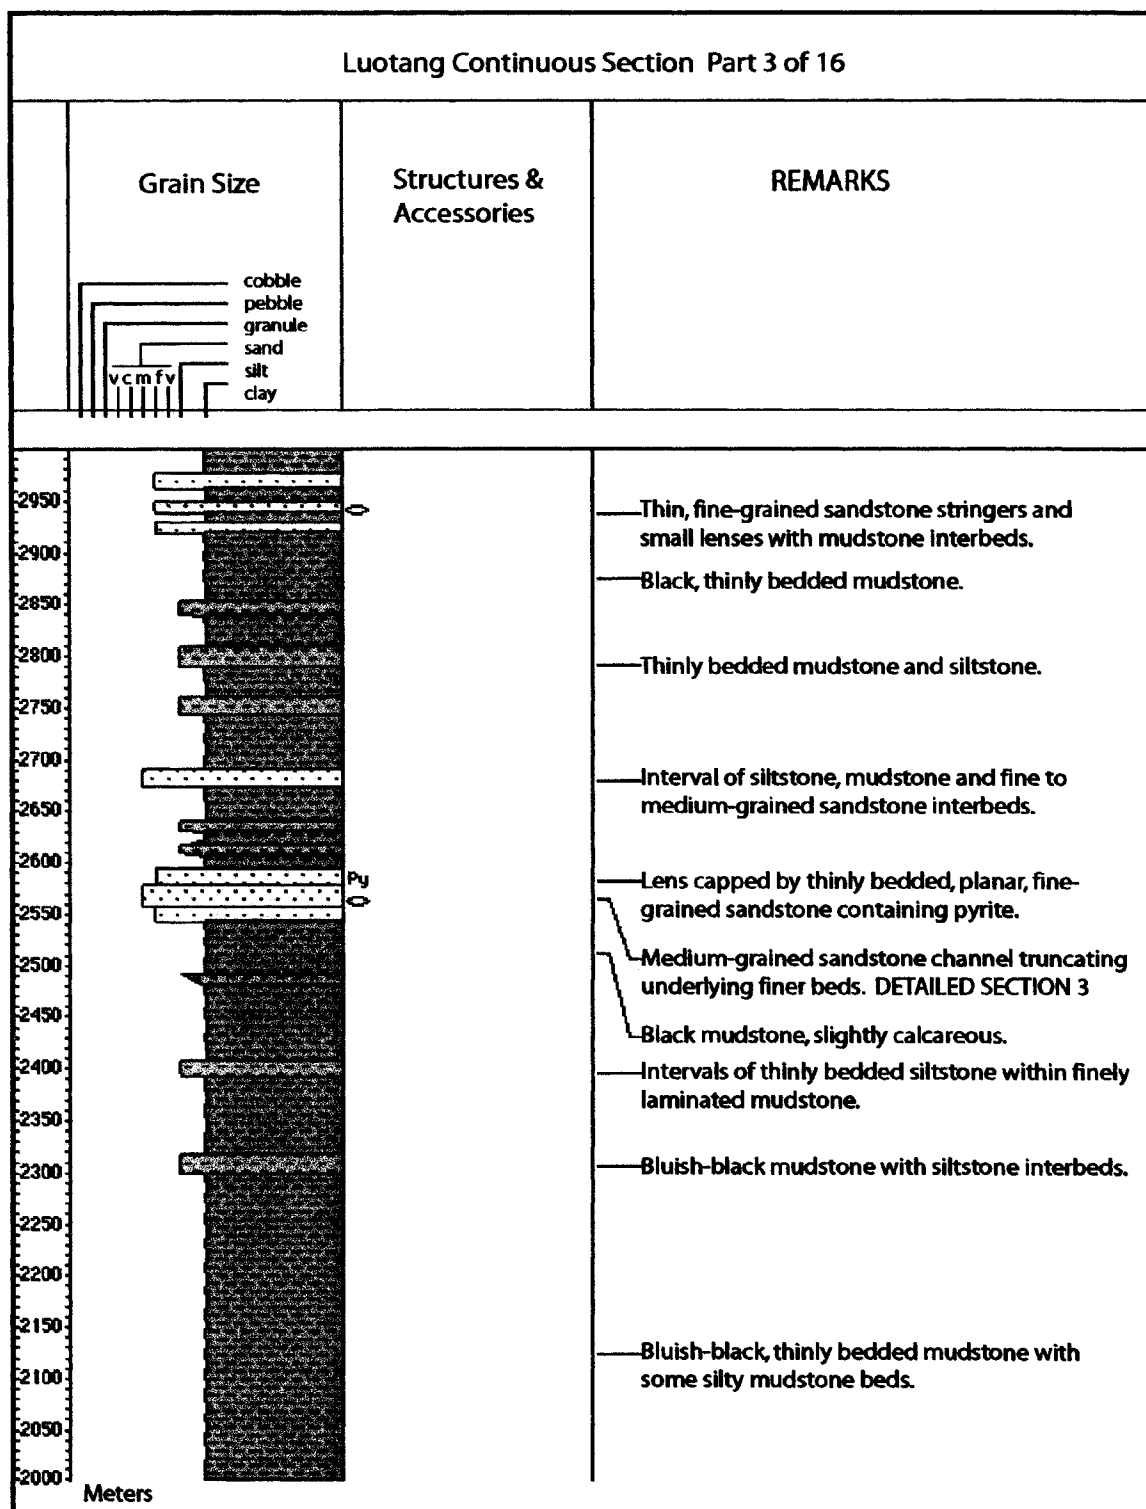 Luotang Continuous Section Part 3 of 16
Grain Size
Structures &
Accessories
REMARKS
cobble
pebble
granule
sand
silt
clay
v c m f v
2950
2900
2850
2800
2750
2700
2650
2600
2550
2500
2450
2400
2350
2300
2250
2200
2150
2100
2050
2000
Meters
Py
Thin, fine-grained sandstone stringers and
small lenses with mudstone interbeds.
Black, thinly bedded mudstone.
Thinly bedded mudstone and siltstone.
Interval of siltstone, mudstone and fine to
medium-grained sandstone interbeds.
Lens capped by thinly bedded, planar, fine-
grained sandstone containing pyrite.
Medium-grained sandstone channel truncating
underlying finer beds. DETAILED SECTION 3
Black mudstone, slightly calcareous.
Intervals of thinly bedded siltstone within finely
laminated mudstone.
Bluish-black mudstone with siltstone interbeds.
Bluish-black, thinly bedded mudstone with
some silty mudstone beds.